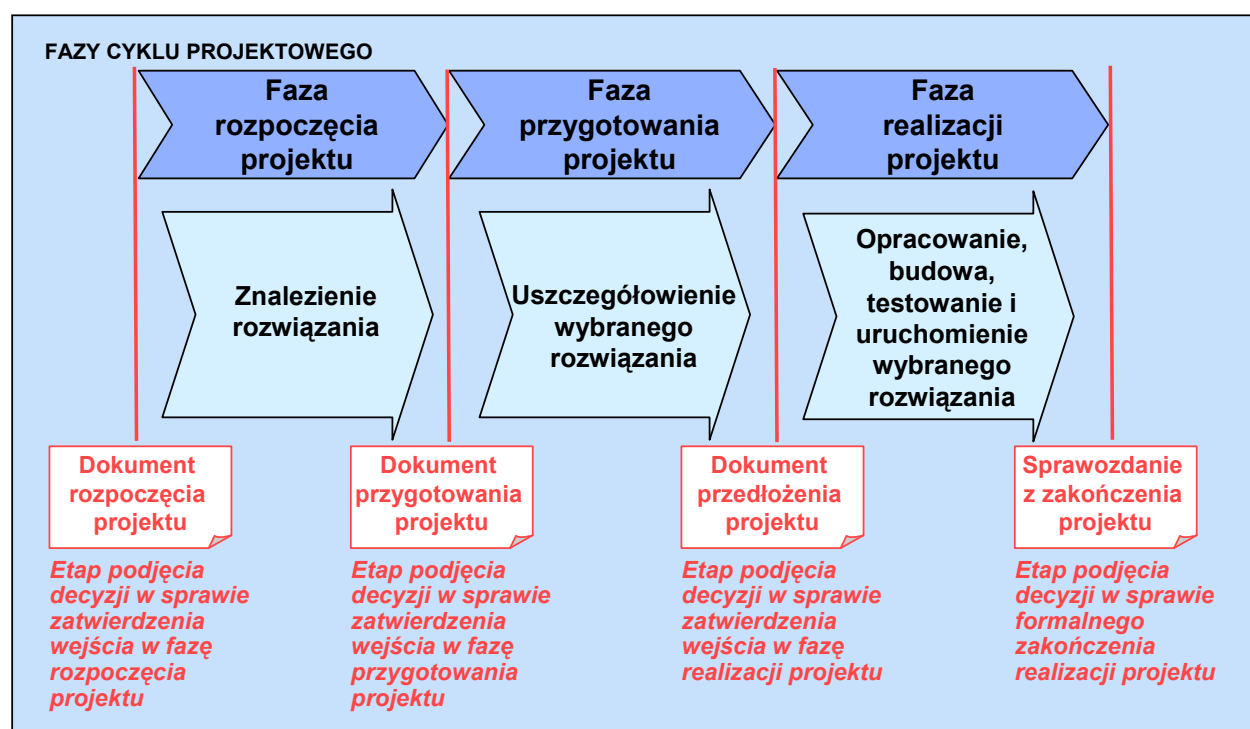 FAZY CYKLU PROJEKTOWEGO
Faza
rozpoczęcia
projektu
Faza
przygotowania
projektu
Faza
realizacji
projektu
Znalezienie
rozwiązania
Uszczegółowienie
wybranego
rozwiązania
Opracowanie,
budowa,
testowanie i
uruchomienie
wybranego
rozwiązania
Dokument
rozpoczęcia
projektu
Dokument
przygotowania
projektu
Dokument
przedłożenia
projektu
Sprawozdanie
z zakończenia
projektu
Etap podjęcia
decyzji w sprawie
zatwierdzenia
wejścia w fazę
rozpoczęcia
projektu
Etap podjęcia
decyzji w sprawie
zatwierdzenia
wejścia w fazę
przygotowania
projektu
Etap podjęcia
decyzji w sprawie
zatwierdzenia
wejścia w fazę
realizacji projektu
Etap podjęcia
decyzji w sprawie
formalnego
zakończenia
realizacji projektu